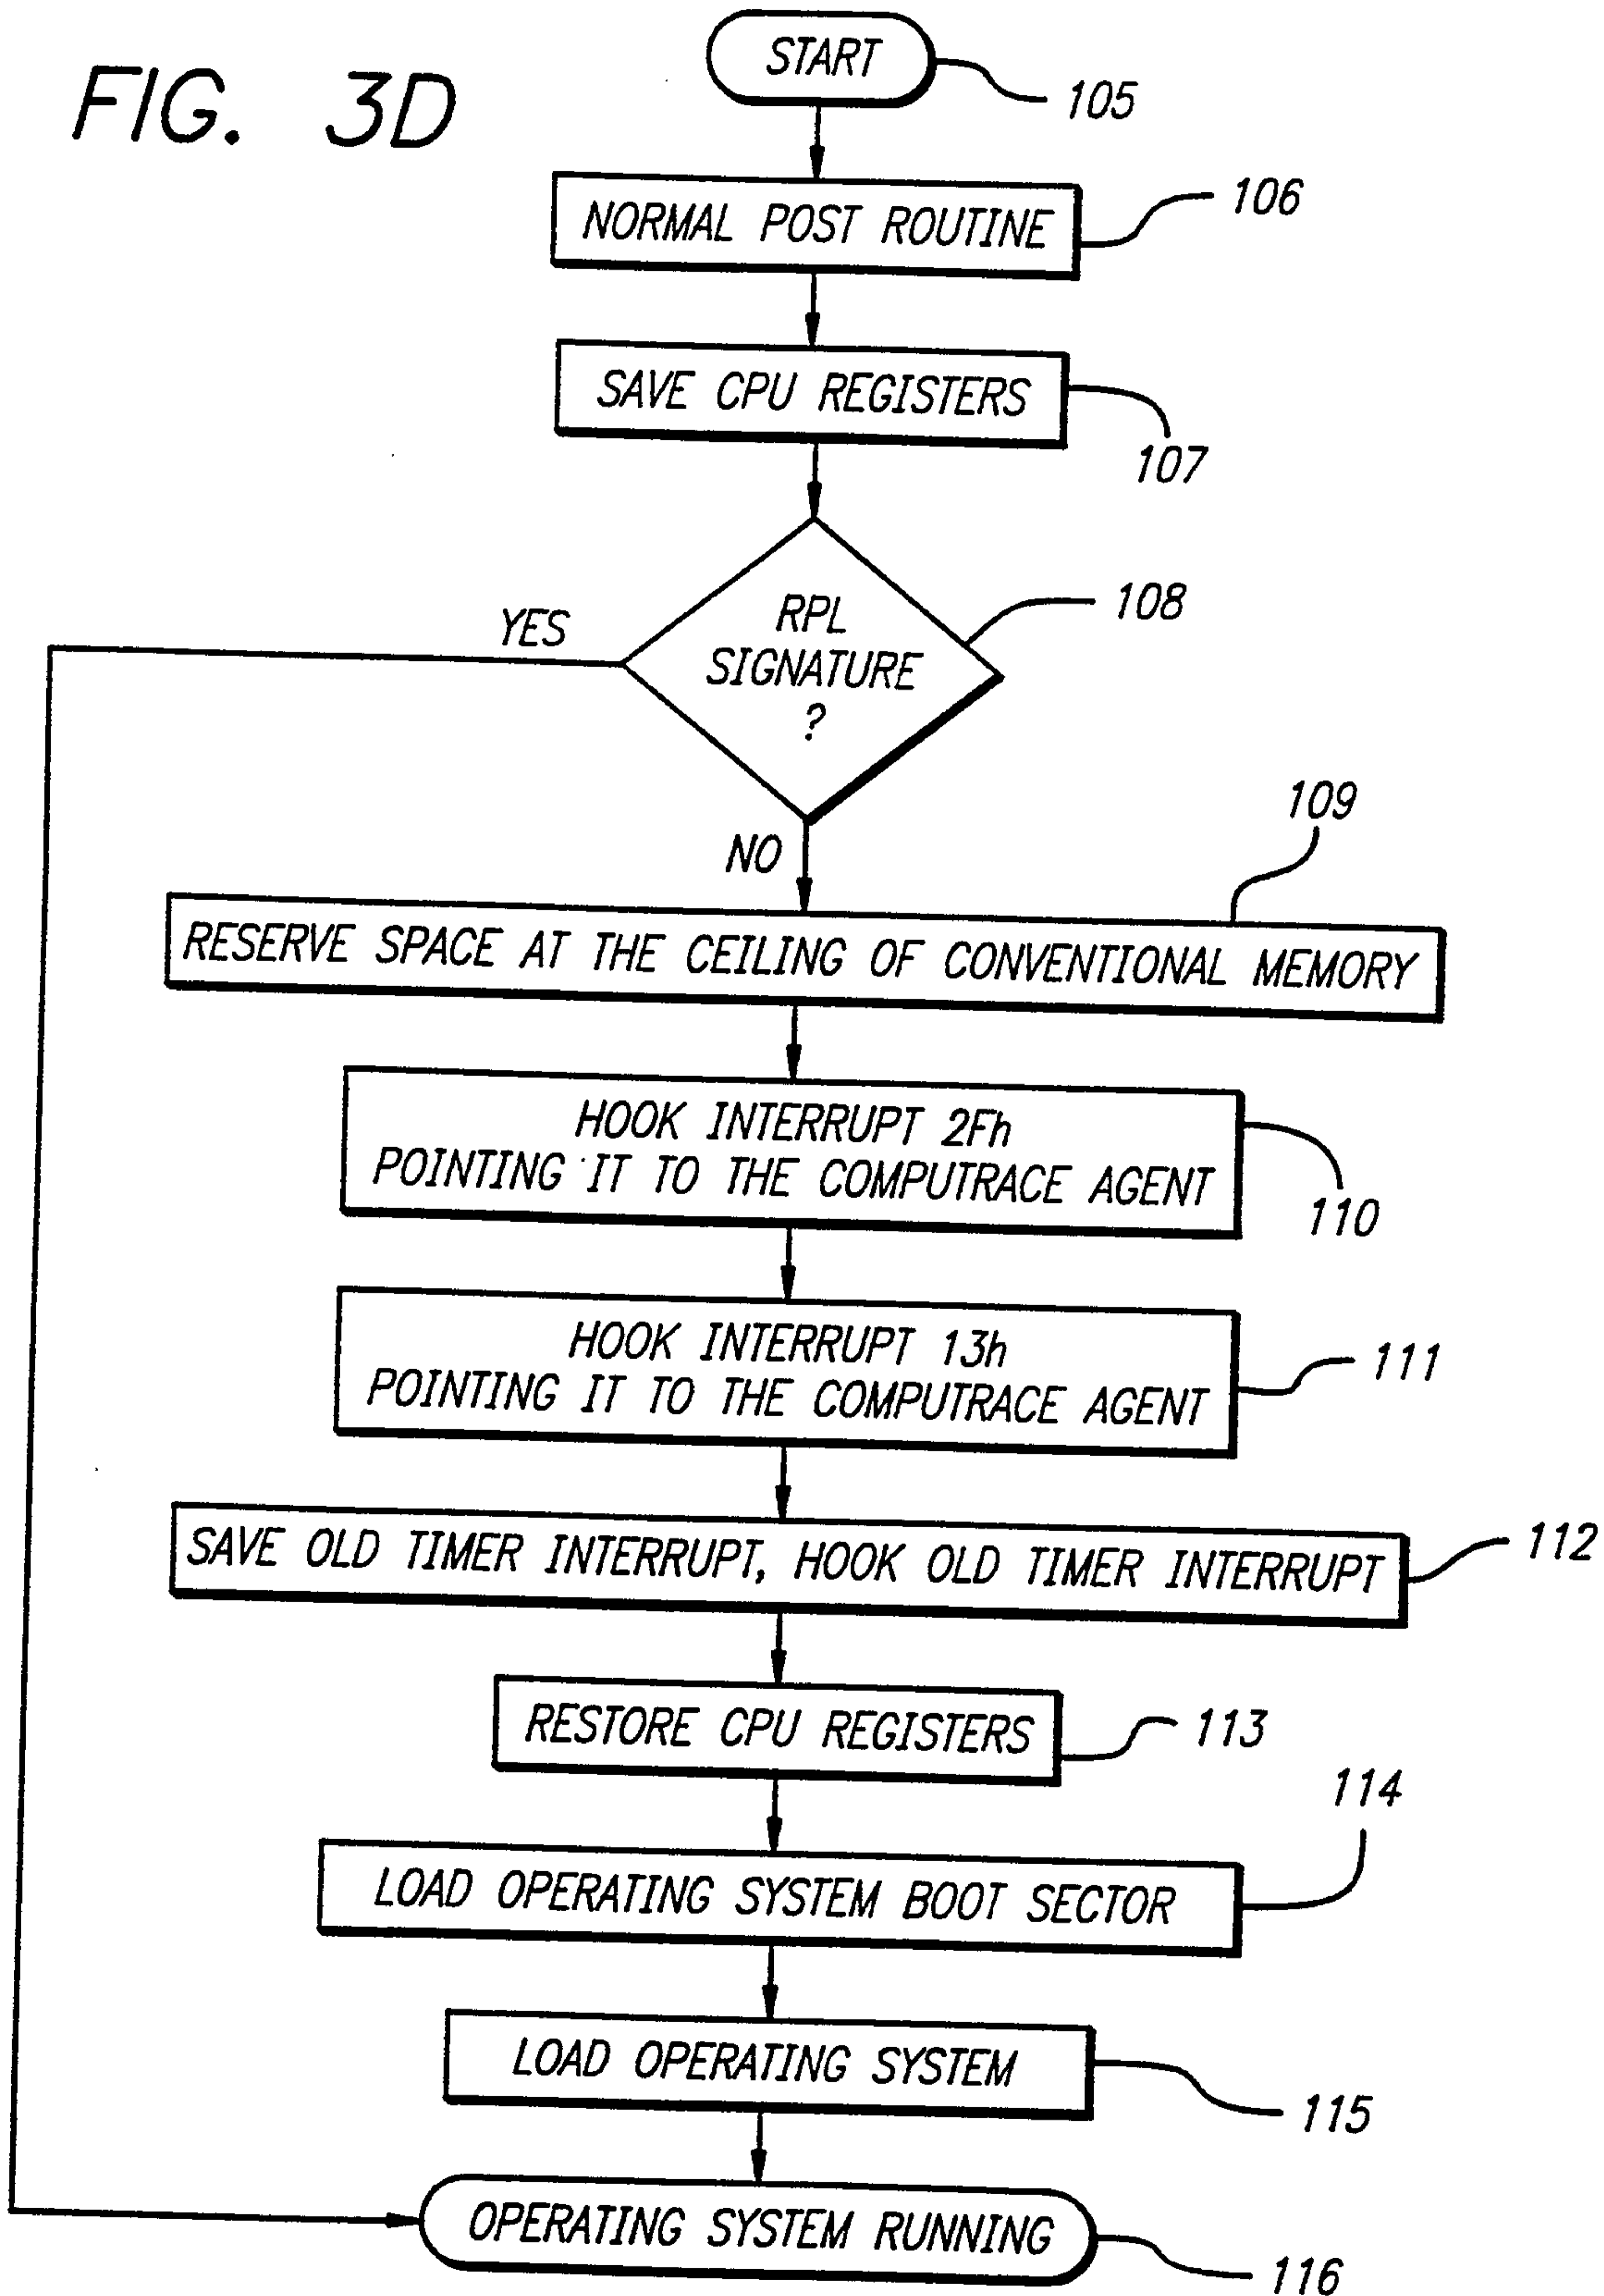 FIG. 3D
START
105
NORMAL POST ROUTINE
106
SAVE CPU REGISTERS
107
RPL
SIGNATURE
?
108
YES
NO
109
RESERVE SPACE AT THE CEILING OF CONVENTIONAL MEMORY
HOOK INTERRUPT 2Fh
POINTING IT TO THE COMPUTRACE AGENT
110
HOOK INTERRUPT 13h
POINTING IT TO THE COMPUTRACE AGENT
111
SAVE OLD TIMER INTERRUPT, HOOK OLD TIMER INTERRUPT
112
RESTORE CPU REGISTERS
113
114
LOAD OPERATING SYSTEM BOOT SECTOR
LOAD OPERATING SYSTEM
115
OPERATING SYSTEM RUNNING
116